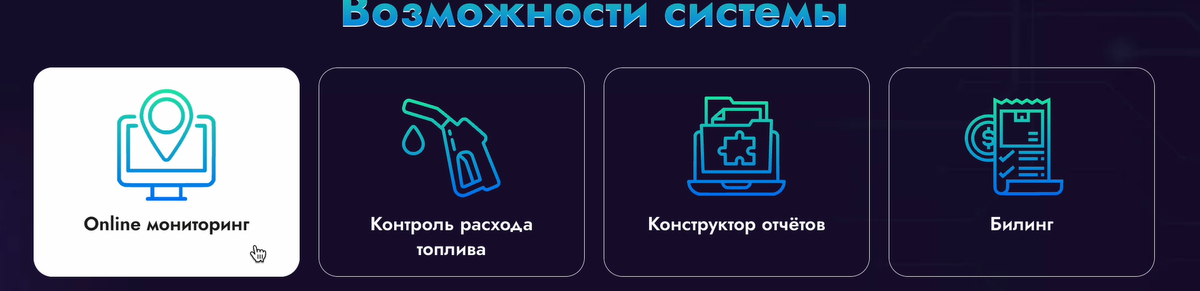 Возможности системы
Online мониторинг
Контроль расхода
топлива
Конструктор отчётов
Билинг